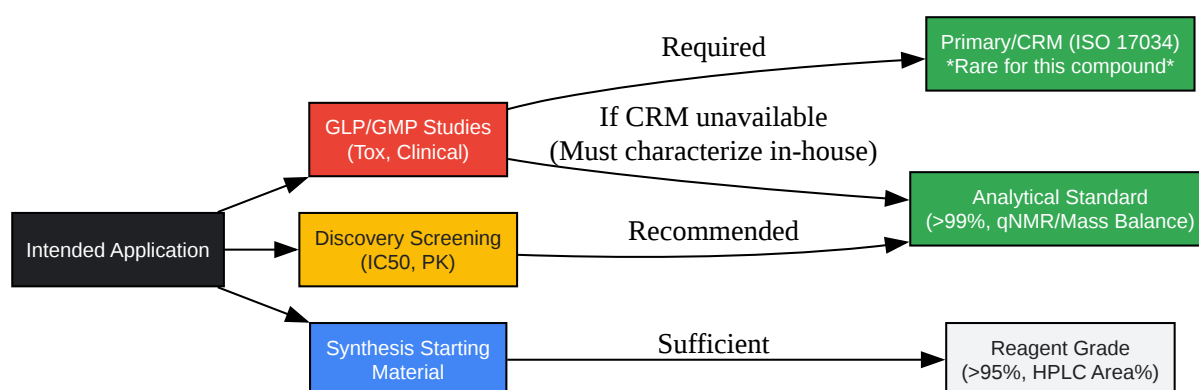 Intended Application
GLP/GMP Studies
(Tox, Clinical)
Discovery Screening
(IC50, PK)
Synthesis Starting
Material
Required
If CRM unavailable
(Must characterize in-house)
Recommended
Sufficient
Primary/CRM (ISO 17034)
*Rare for this compound*
Analytical Standard
(>99%, qNMR/Mass Balance)
Reagent Grade
(>95%, HPLC Area%)